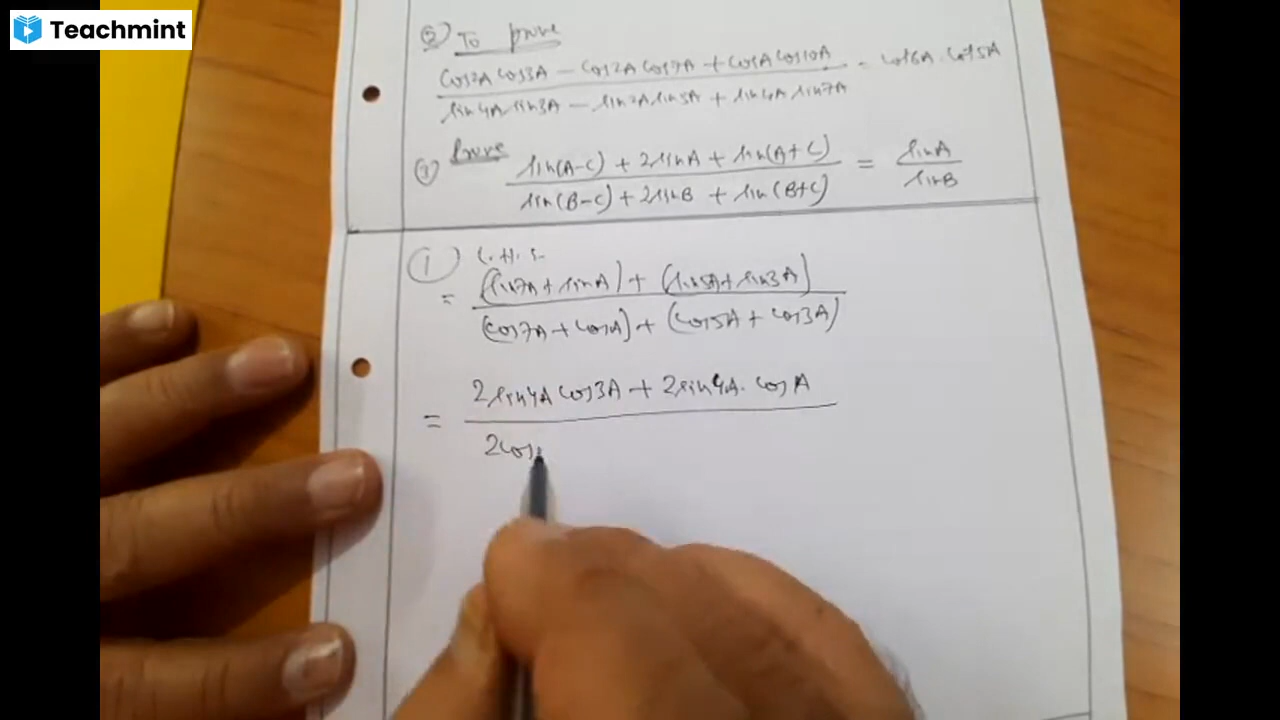 Teachmint
② To prove
cos2A cos3A - cos2A cos7A + cosA cos10A
= cot6A. cot5A
sin4A sin3A - sin2A sin5A + sin4A sin7A
③ Prove
sin(A-C) + 2sinA + sin(A+C) = sinA
sin(B-C) + 2sinB + sin(B+C) sinB
① L.H.S.
= (sin7A + sinA) + (sin5A + sin3A)
(cos7A + cosA) + (cos5A + cos3A)
= 2sin4A cos3A + 2sin4A. cosA
2cos